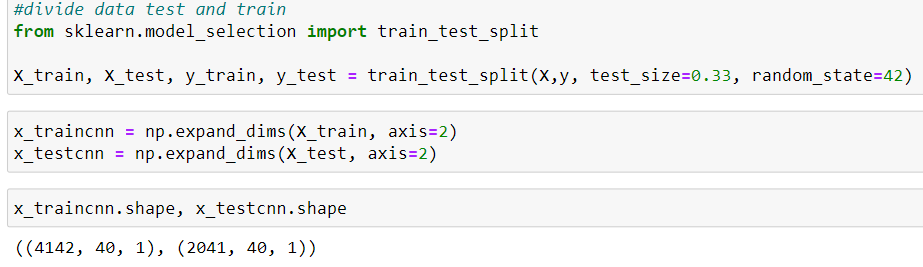 #divide data test and train
from sklearn.model_selection import train_test_split
X_train, X_test, y_train, y_test = train_test_split(X,y, test_size=0.33, random_state=42)
x_traincnn = np.expand_dims(X_train, axis=2)
x_testcnn = np.expand_dims(X_test, axis=2)
x_traincnn.shape, x_testcnn.shape
((4142, 40, 1), (2041, 40, 1))